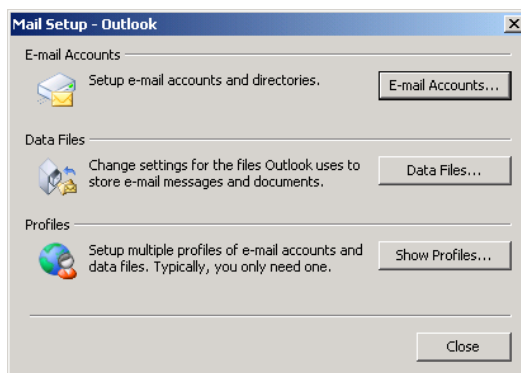 Mail Setup - Outlook
E-mail Accounts
Setup e-mail accounts and directories.
E-mail Accounts...
Data Files
Change settings for the files Outlook uses to
store e-mail messages and documents.
Data Files...
Profiles
Setup multiple profiles of e-mail accounts and
data files. Typically, you only need one.
Show Profiles...
Close